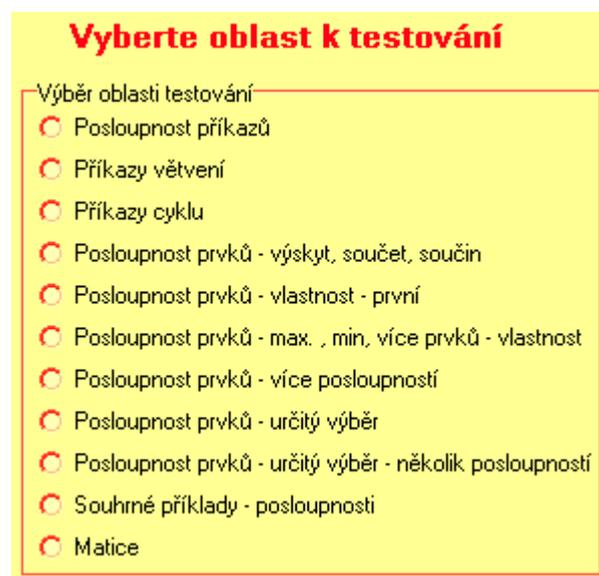 Vyberte oblast k testování
Výběr oblasti testování
Posloupnost příkazů
Příkazy větvení
Příkazy cyklu
Posloupnost prvků - výskyt, součet, součin
Posloupnost prvků - vlastnost - první
Posloupnost prvků - max. , min, více prvků - vlastnost
Posloupnost prvků - více posloupností
Posloupnost prvků - určitý výběr
Posloupnost prvků - určitý výběr - několik posloupností
Souhrné příklady - posloupnosti
Matice